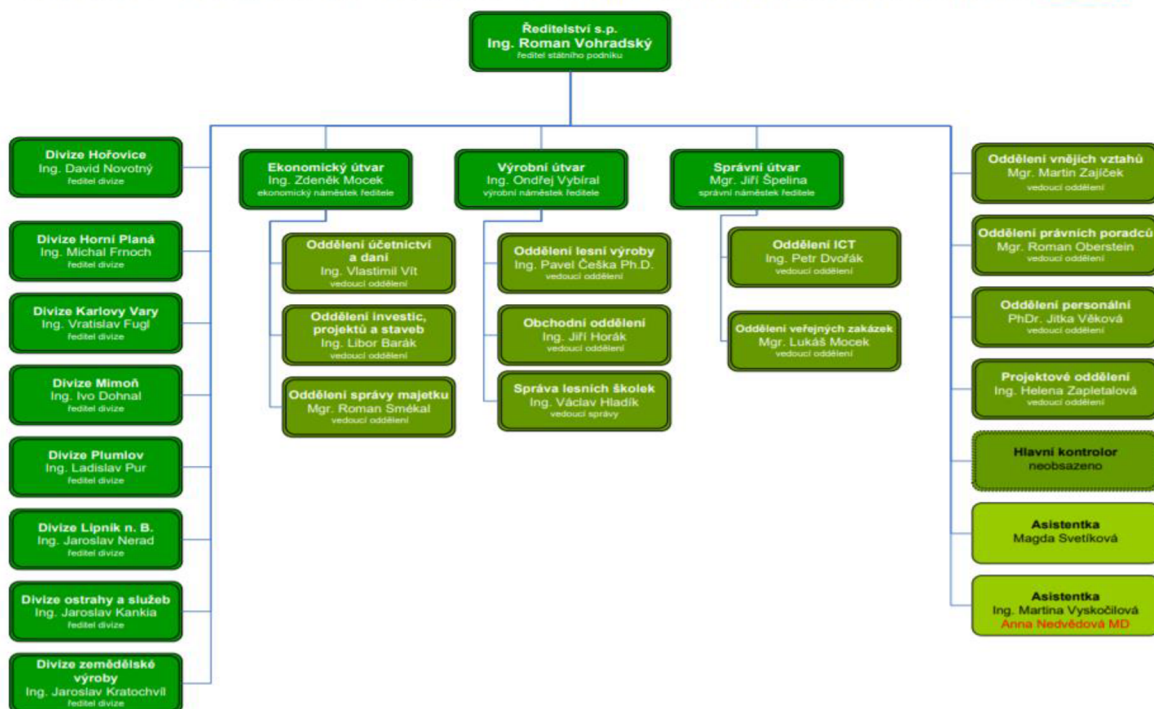 Ředitelství s.p.
Ing. Roman Vohradský
ředitel státního podniku
Divize Hořovice
Ing. David Novotný
ředitel divize
Divize Horní Planá
Ing. Michal Frnoch
ředitel divize
Divize Karlovy Vary
Ing. Vratislav Fugl
ředitel divize
Divize Mimoň
Ing. Ivo Dohnal
ředitel divize
Divize Plumlov
Ing. Ladislav Pur
ředitel divize
Divize Lipník n. B.
Ing. Jaroslav Nerad
ředitel divize
Divize ostrahy a služeb
Ing. Jaroslav Kankia
ředitel divize
Divize zemědělské
výroby
Ing. Jaroslav Kratochvíl
ředitel divize
Ekonomický útvar
Ing. Zdeněk Mocek
ekonomický náměstek ředitele
Oddělení účetnictví
a daní
Ing. Vlastimil Vít
vedoucí oddělení
Oddělení investic,
projektů a staveb
Ing. Libor Barák
vedoucí oddělení
Oddělení správy majetku
Mgr. Roman Smékal
vedoucí oddělení
Výrobní útvar
Ing. Ondřej Vybíral
výrobní náměstek ředitele
Oddělení lesní výroby
Ing. Pavel Češka Ph.D.
vedoucí oddělení
Obchodní oddělení
Ing. Jiří Horák
vedoucí oddělení
Správa lesních školek
Ing. Václav Hladík
vedoucí správy
Správní útvar
Mgr. Jiří Špelina
správní náměstek ředitele
Oddělení ICT
Ing. Petr Dvořák
vedoucí oddělení
Oddělení veřejných zakázek
Mgr. Lukáš Mocek
vedoucí oddělení
Oddělení vnějích vztahů
Mgr. Martin Zajíček
vedoucí oddělení
Oddělení právních poradců
Mgr. Roman Oberstein
vedoucí oddělení
Oddělení personální
PhDr. Jitka Věková
vedoucí oddělení
Projektové oddělení
Ing. Helena Zapletalová
vedoucí oddělení
Hlavní kontrolor
neobsazeno
Asistentka
Magda Svetíková
Asistentka
Ing. Martina Vyskočilová
Anna Nedvědová MD